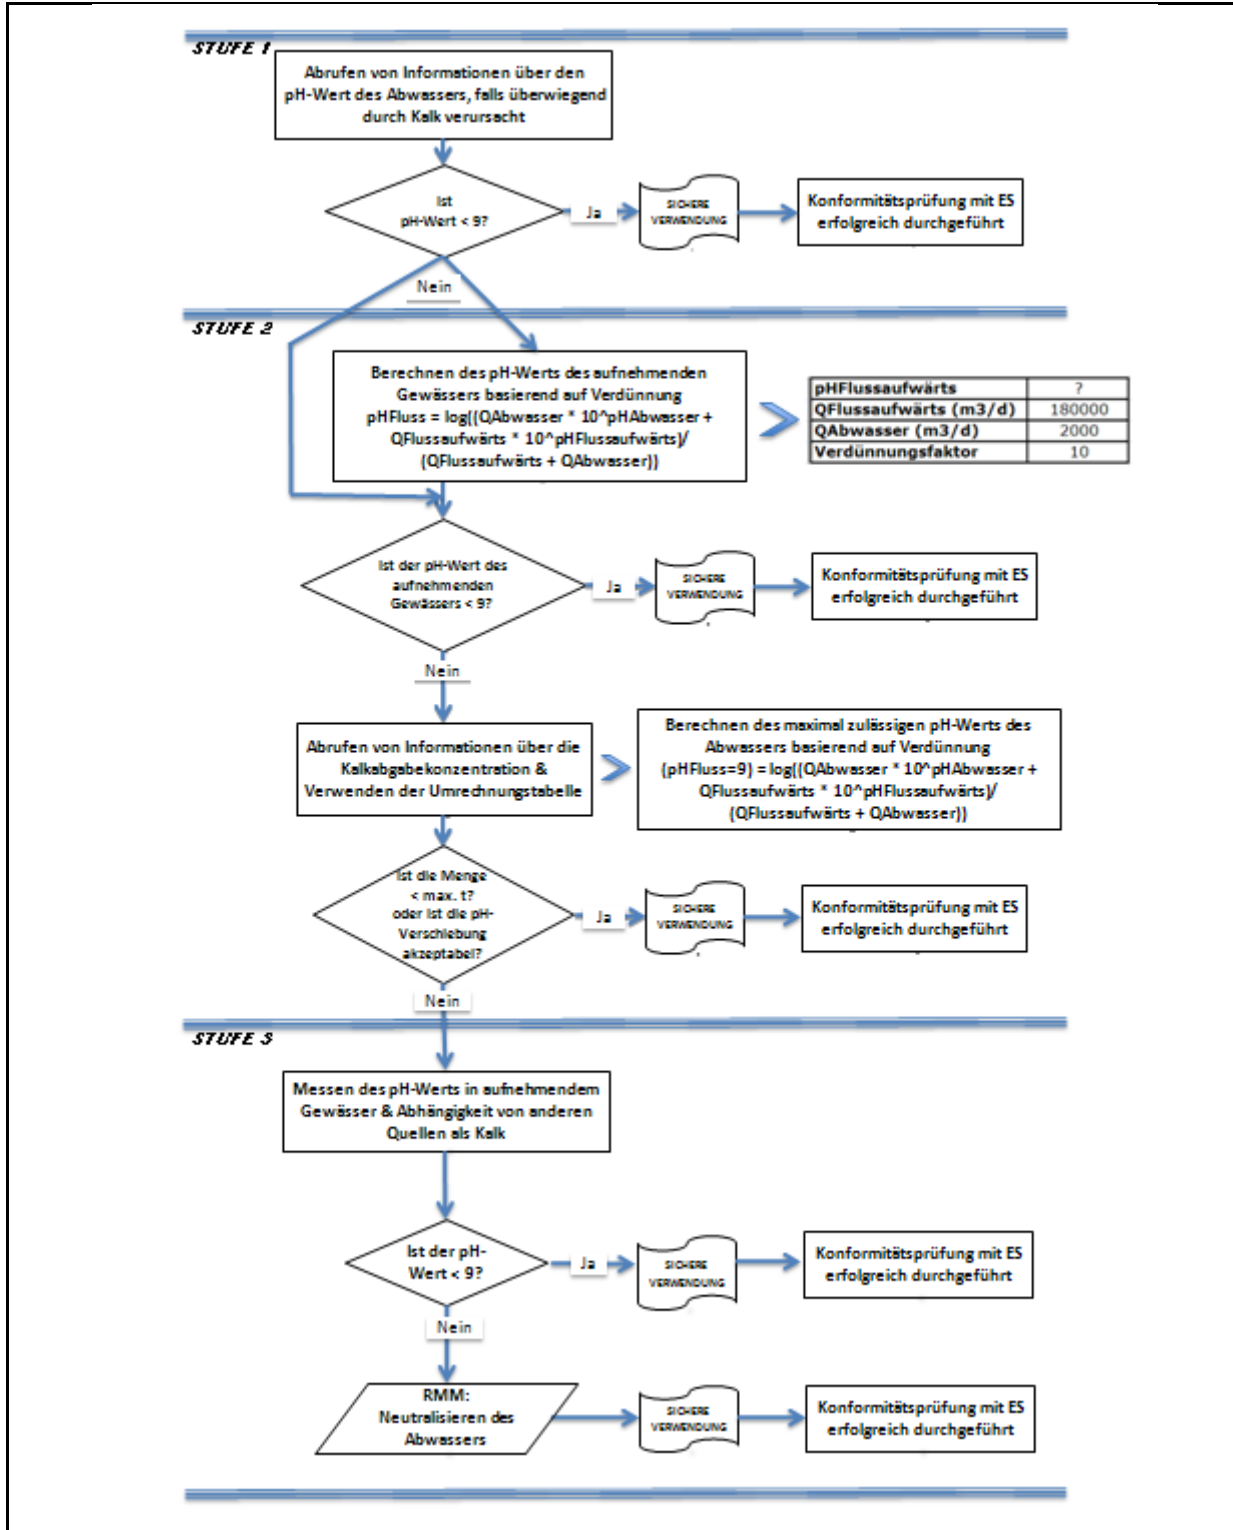 STUFE 1
Abrufen von Informationen über den
pH-Wert des Abwassers, falls überwiegend
durch Kalk verursacht
Ist
pH-Wert < 9?
Ja
SICHERE
VERWENDUNG
Konformitätsprüfung mit ES
erfolgreich durchgeführt
Nein
STUFE 2
Berechnen des pH-Werts des aufnehmenden
Gewässers basierend auf Verdünnung
pHFluss = log((QAbwasser * 10^pHAbwasser +
QFlussaufwärts * 10^pHFlussaufwärts)/
(QFlussaufwärts + QAbwasser))
pHFlussaufwärts ?
QFlussaufwärts (m3/d) 180000
QAbwasser (m3/d) 2000
Verdünnungsfaktor 10
Ist der pH-Wert des
aufnehmenden
Gewässers < 9?
Ja
SICHERE
VERWENDUNG
Konformitätsprüfung mit ES
erfolgreich durchgeführt
Nein
Abrufen von Informationen über die
Kalkabgabekonzentration &
Verwenden der Umrechnungstabelle
Berechnen des maximal zulässigen pH-Werts des
Abwassers basierend auf Verdünnung
(pHFluss=9) = log((QAbwasser * 10^pHAbwasser +
QFlussaufwärts * 10^pHFlussaufwärts)/
(QFlussaufwärts + QAbwasser))
Ist die Menge
< max. t?
oder ist die pH-
Verschiebung
akzeptabel?
Ja
SICHERE
VERWENDUNG
Konformitätsprüfung mit ES
erfolgreich durchgeführt
Nein
STUFE 3
Messen des pH-Werts in aufnehmendem
Gewässer & Abhängigkeit von anderen
Quellen als Kalk
Ist der pH-
Wert < 9?
Ja
SICHERE
VERWENDUNG
Konformitätsprüfung mit ES
erfolgreich durchgeführt
Nein
RMM:
Neutralisieren des
Abwassers
SICHERE
VERWENDUNG
Konformitätsprüfung mit ES
erfolgreich durchgeführt